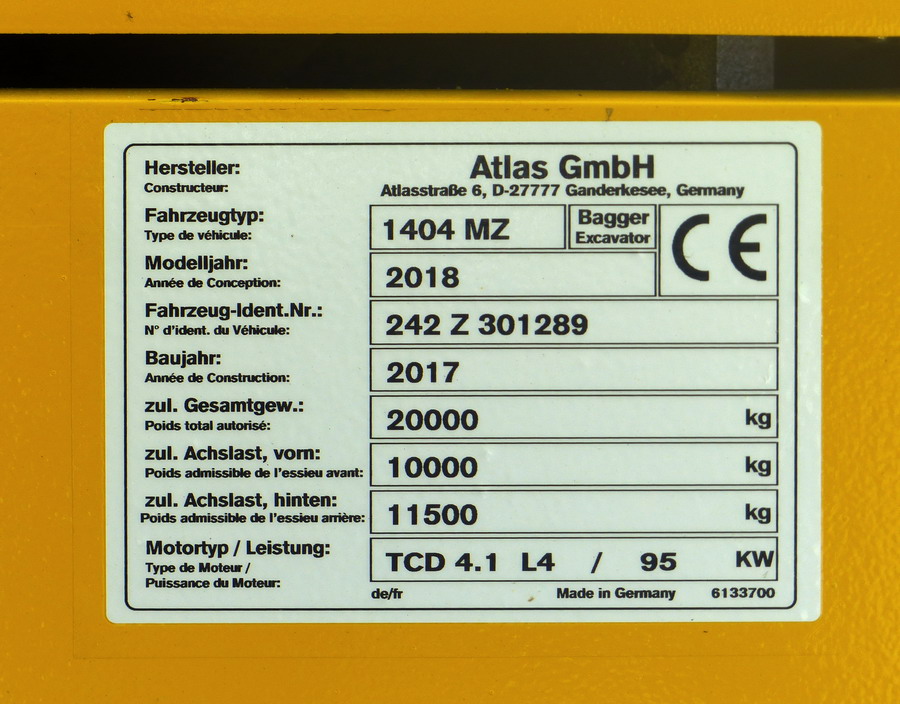 Hersteller: Atlas GmbH
Constructeur: Atlasstraße 6, D-27777 Ganderkesee, Germany
Fahrzeugtyp: 1404 MZ Bagger CE
Type de véhicule: Excavator
Modelljahr: 2018
Année de Conception:
Fahrzeug-Ident.Nr.: 242 Z 301289
N° d'ident. du Véhicule:
Baujahr: 2017
Année de Construction:
zul. Gesamtgew.: 20000 kg
Poids total autorisé:
zul. Achslast, vorn: 10000 kg
Poids admissible de l'essieu avant:
zul. Achslast, hinten: 11500 kg
Poids admissible de l'essieu arrière:
Motortyp / Leistung: TCD 4.1 L4 / 95 KW
Type de Moteur /
Puissance du Moteur:
de/fr Made in Germany 6133700